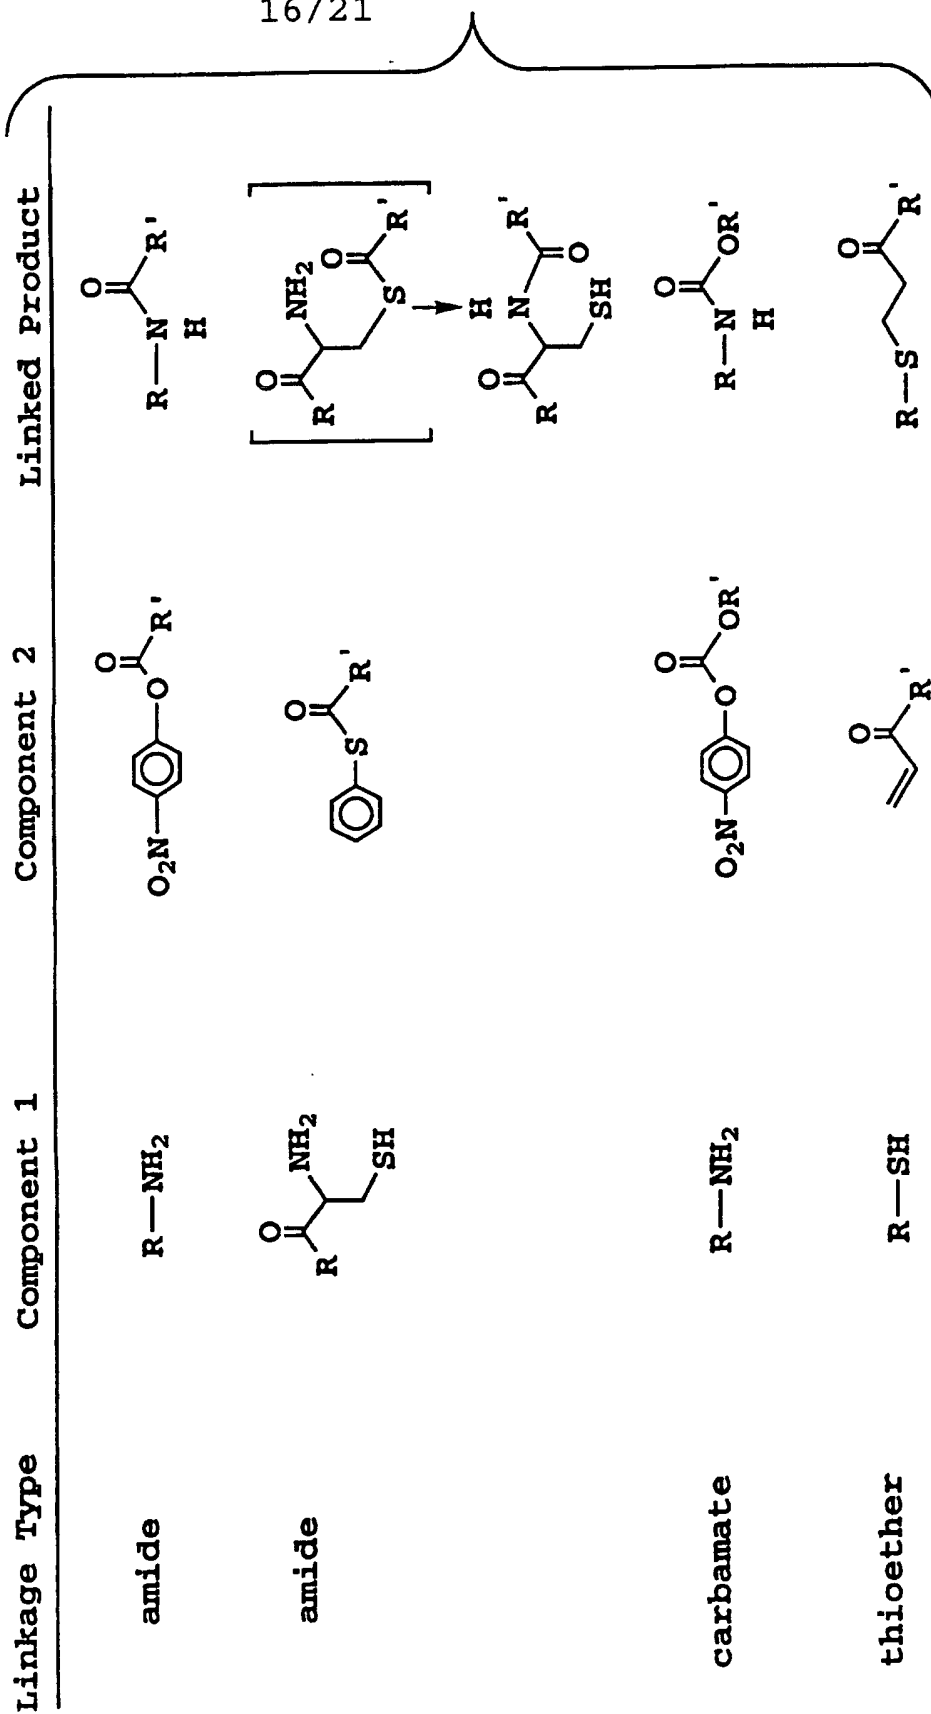 16/21
Linkage Type Component 1 Component 2 Linked Product
amide R—NH2 O2N O O R' R—N H O R'
amide R O NH2 SH S O R' R O NH2 S O R'
R O H N SH O R'
carbamate R—NH2 O2N O O OR' R—N H O OR'
thioether R—SH O R' R—S O R'